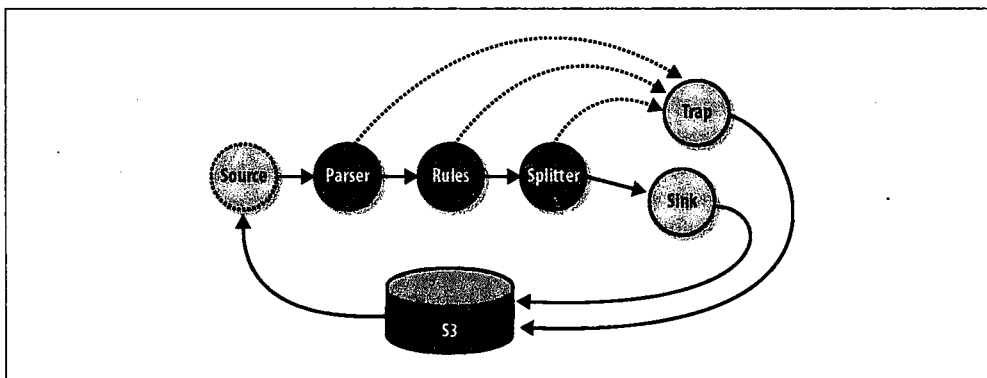 Trap
Source
Parser
Rules
Splitter
Sink
S3